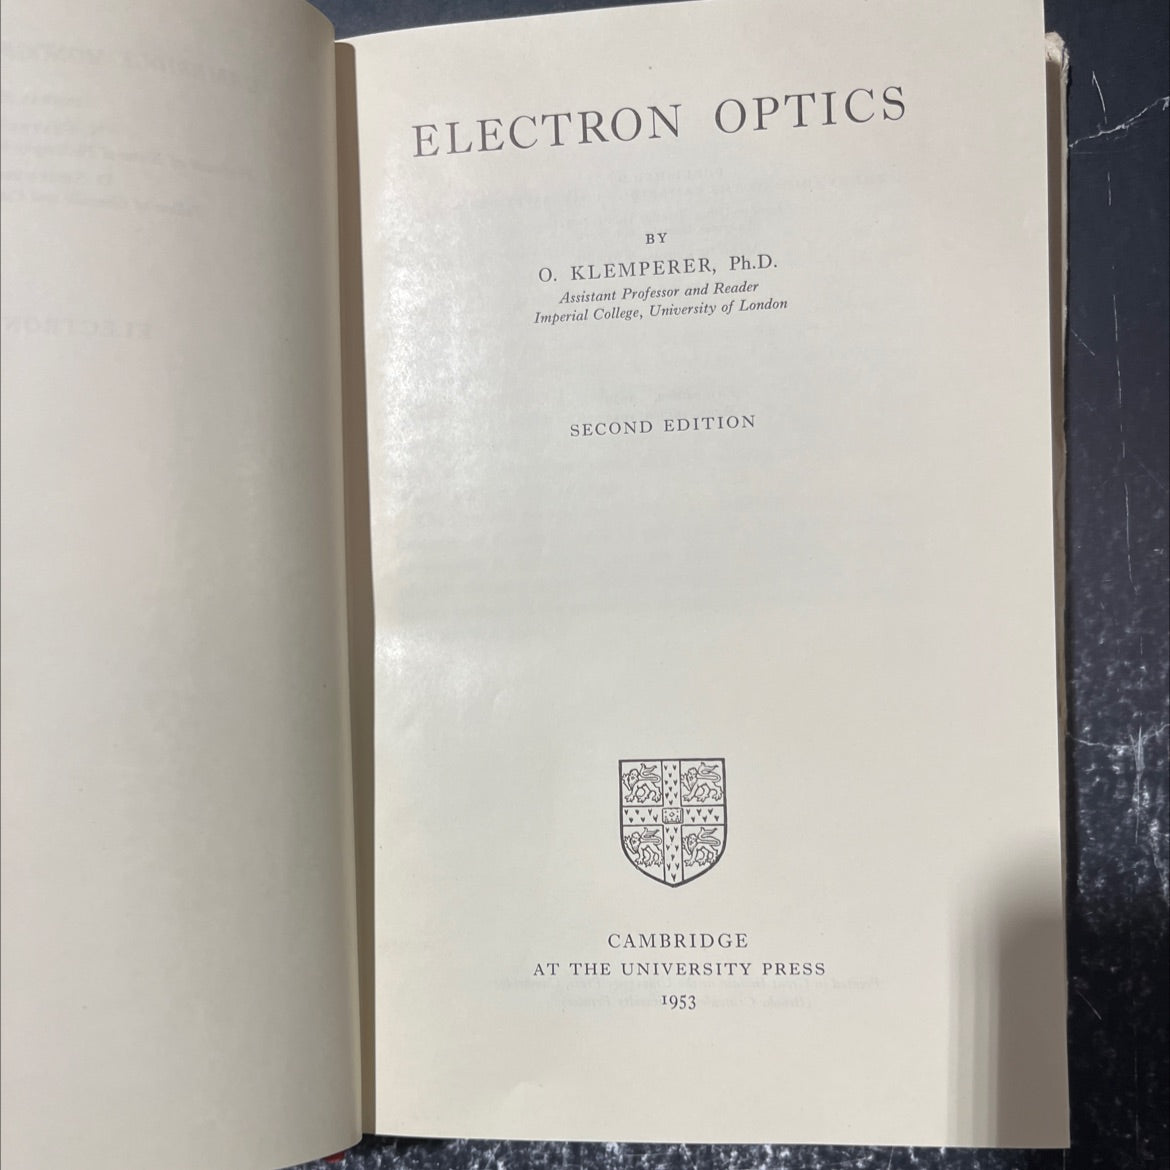 ELECTRON OPTICS
BY
O. KLEMPERER, Ph.D.
Assistant Professor and Reader
Imperial College, University of London
SECOND EDITION
CAMBRIDGE
AT THE UNIVERSITY PRESS
1953